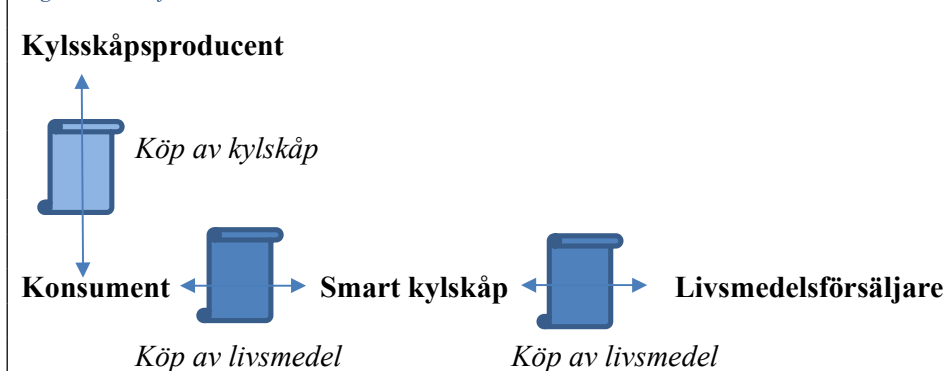 Kylsskåpsproducent
Köp av kylskåp
Konsument Smart kylskåp Livsmedelsförsäljare
Köp av livsmedel Köp av livsmedel